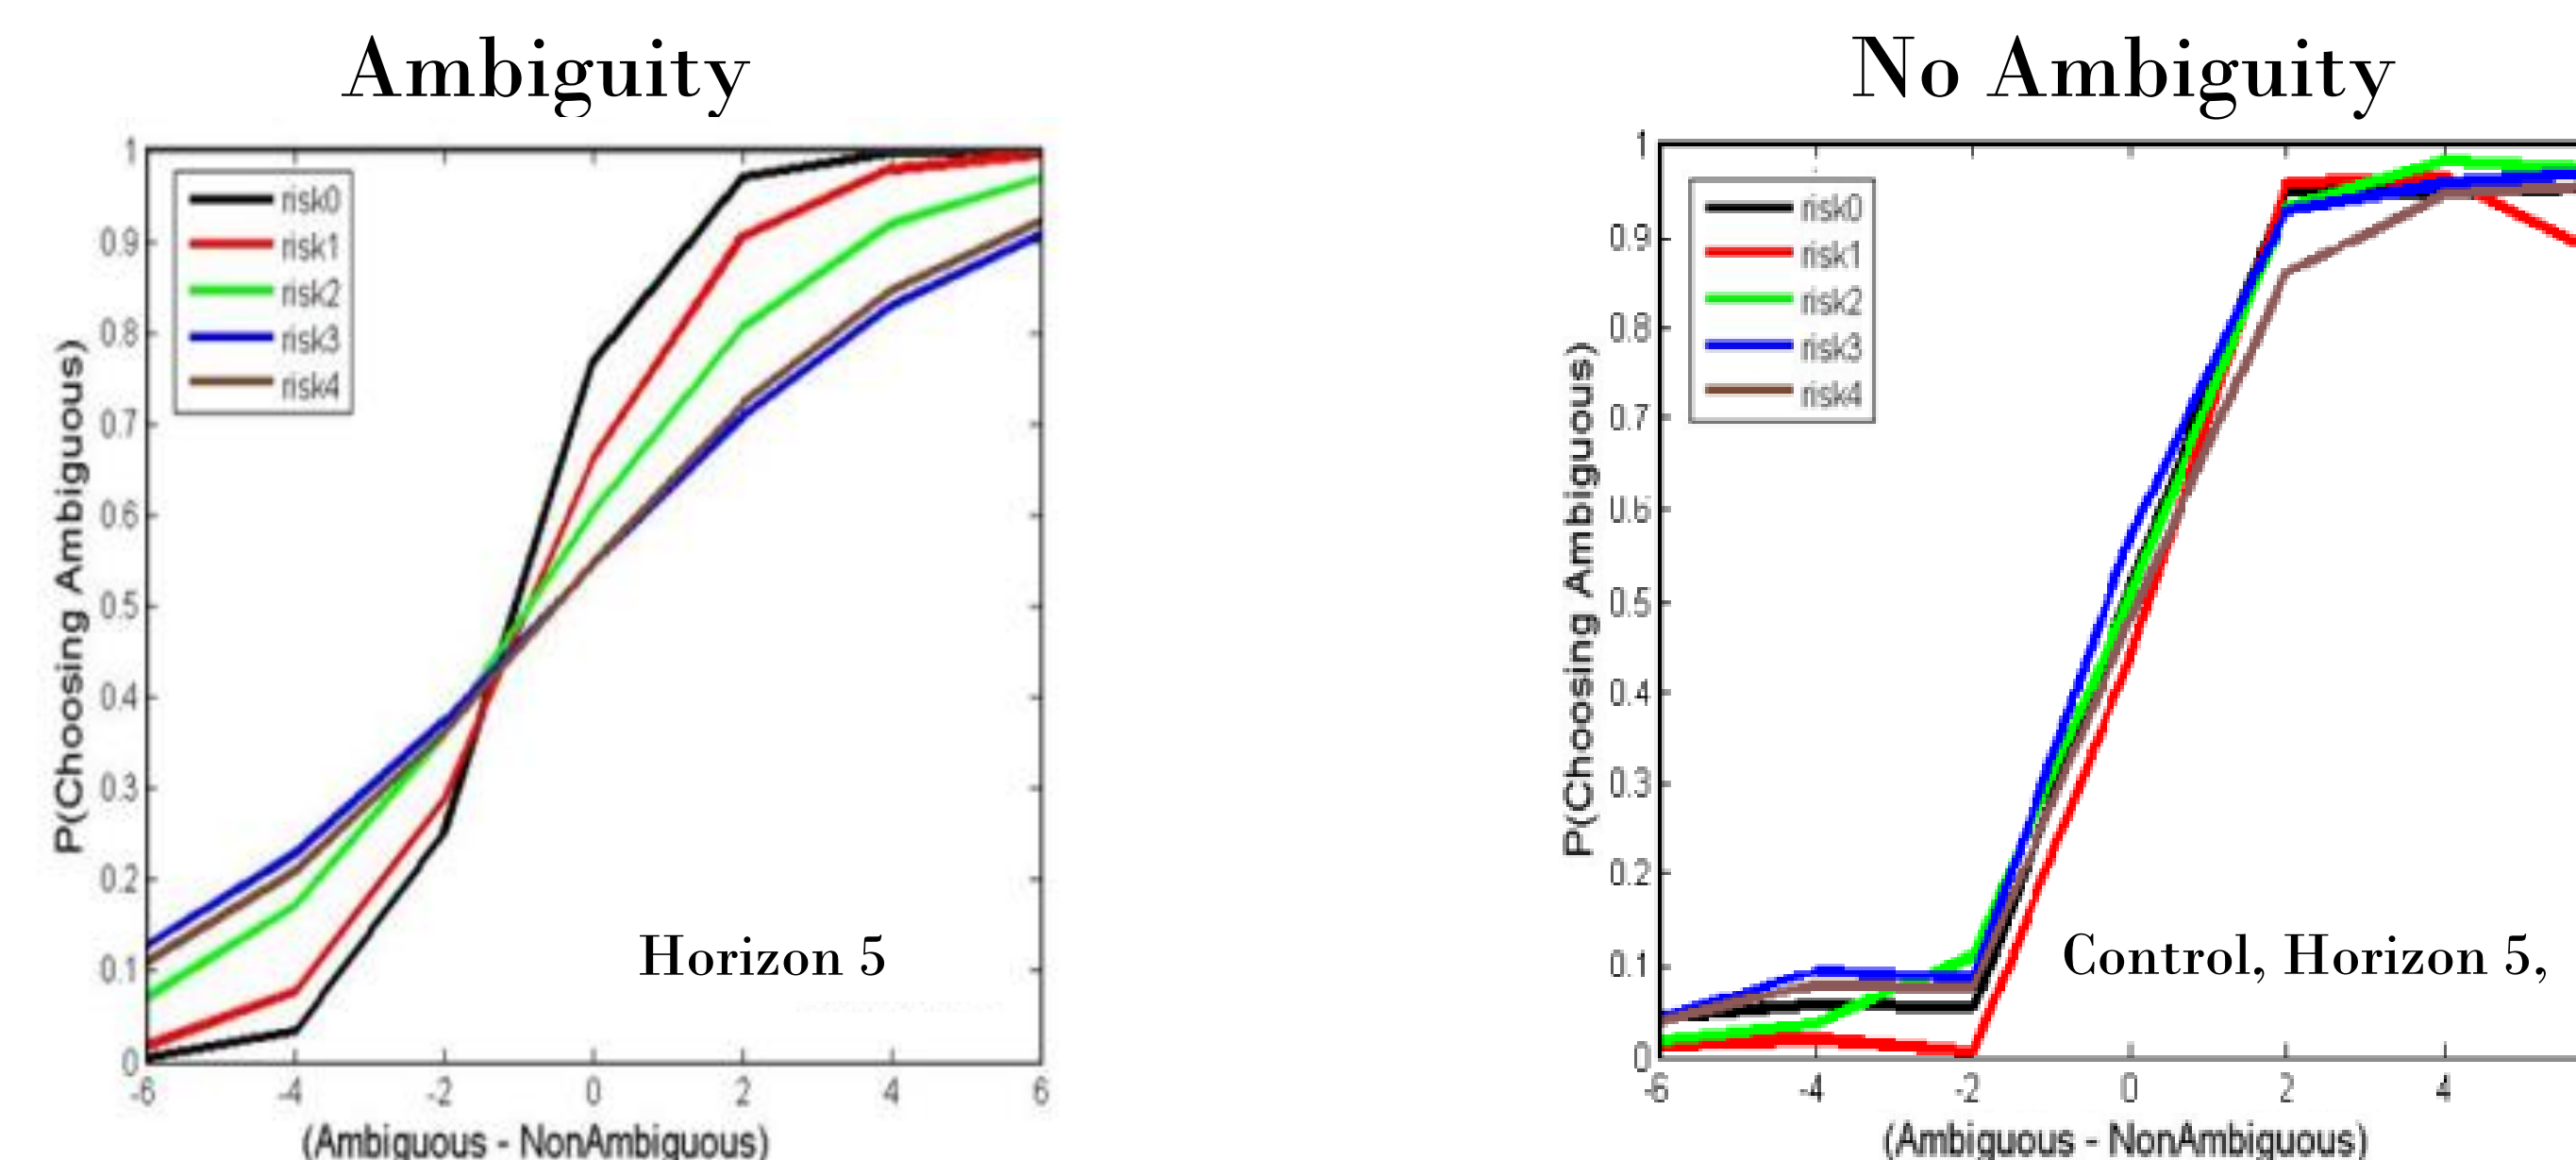 Ambiguity
1
0.9
0.8
0.7
0.6
0.5
0.4
0.3
0.2
0.1
0
risk0
risk1
risk2
risk3
risk4
P(Choosing Ambiguous)
Horizon 5
-6 -4 -2 0 2 4 6
(Ambiguous - NonAmbiguous)
No Ambiguity
1
0.9
0.8
0.7
0.6
0.5
0.4
0.3
0.2
0.1
0
risk0
risk1
risk2
risk3
risk4
P(Choosing Ambiguous)
Control, Horizon 5,
-6 -4 -2 0 2 4
(Ambiguous - NonAmbiguous)